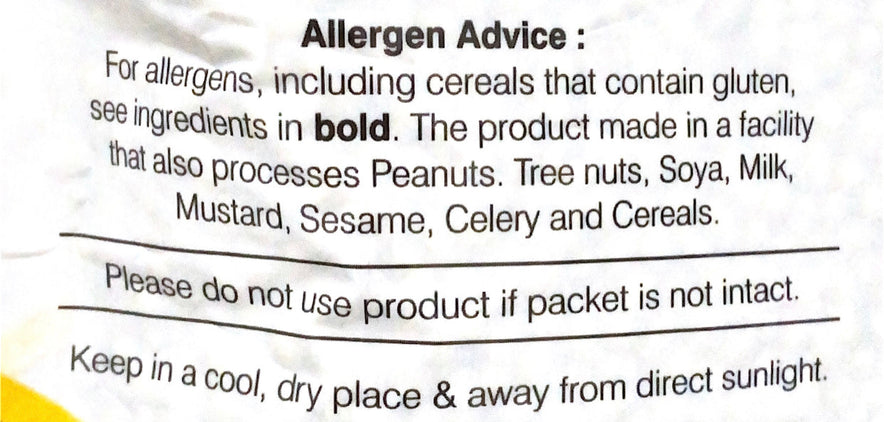 Allergen Advice :
For allergens, including cereals that contain gluten,
see ingredients in bold. The product made in a facility
that also processes Peanuts. Tree nuts, Soya, Milk,
Mustard, Sesame, Celery and Cereals.
Please do not use product if packet is not intact.
Keep in a cool, dry place & away from direct sunlight.